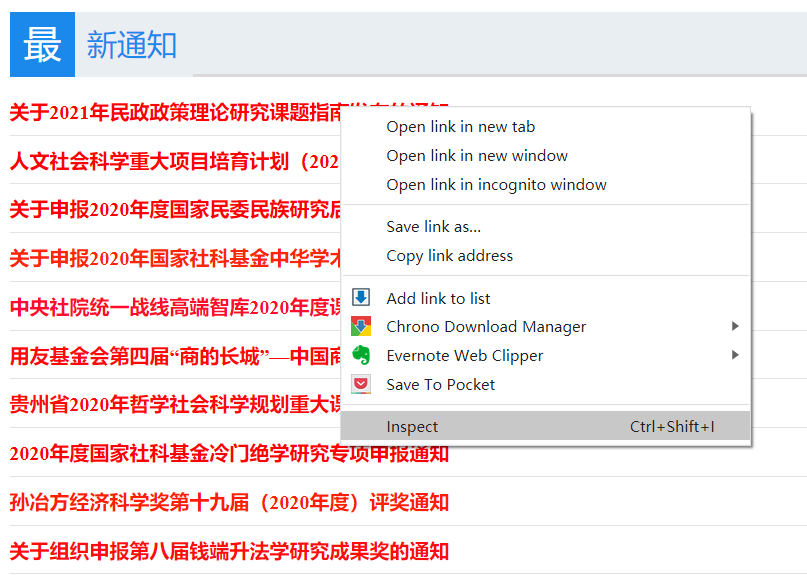 最新通知
关于2021年民政政策理论研究课题指南
Open link in new tab
Open link in new window
人文社会科学重大项目培育计划（202
Open link in incognito window
关于申报2020年度国家民委民族研究后
Save link as...
关于申报2020年国家社科基金中华学术
Copy link address
Add link to list
中央社院统一战线高端智库2020年度课
Chrono Download Manager
用友基金会第四届“商的长城”—中国商
Evernote Web Clipper
Save To Pocket
贵州省2020年哲学社会科学规划重大课
Inspect Ctrl+Shift+I
2020年度国家社科基金冷门绝学研究专项申报通知
孙冶方经济科学奖第十九届（2020年度）评奖通知
关于组织申报第八届钱端升法学研究成果奖的通知